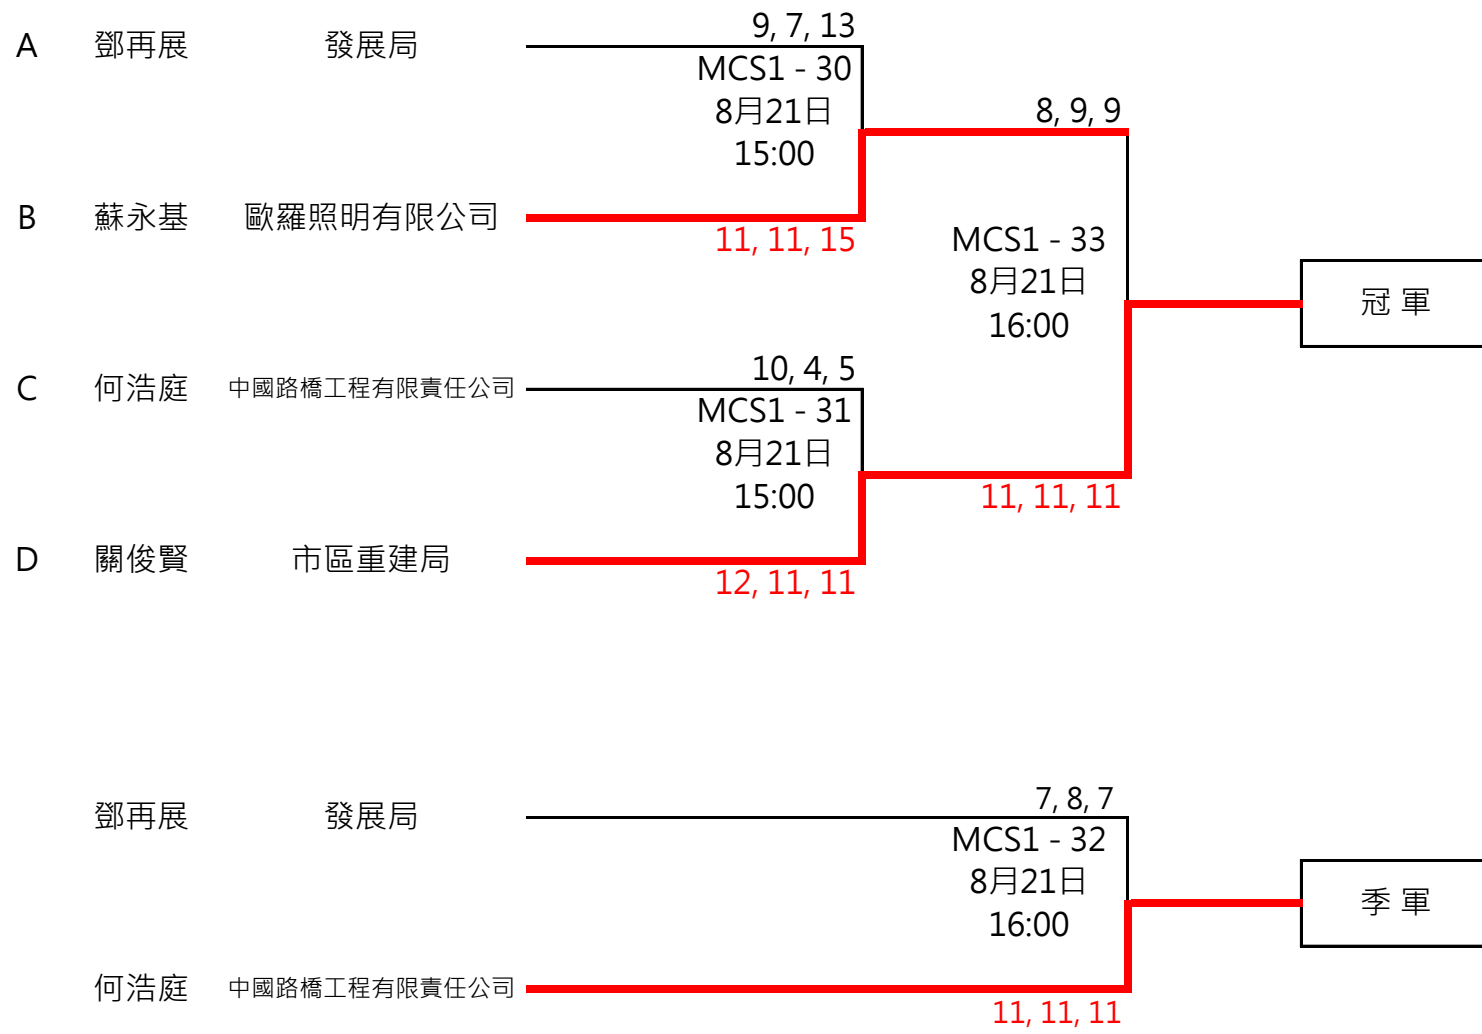 9, 7, 13
A 鄧再展 發展局
MCS1 - 30
8月21日
15:00
8, 9, 9
B 蘇永基 歐羅照明有限公司
11, 11, 15
MCS1 - 33
8月21日
16:00
冠 軍
10, 4, 5
C 何浩庭 中國路橋工程有限責任公司
MCS1 - 31
8月21日
15:00
11, 11, 11
D 關俊賢 市區重建局
12, 11, 11
7, 8, 7
鄧再展 發展局
MCS1 - 32
8月21日
16:00
季 軍
何浩庭 中國路橋工程有限責任公司
11, 11, 11